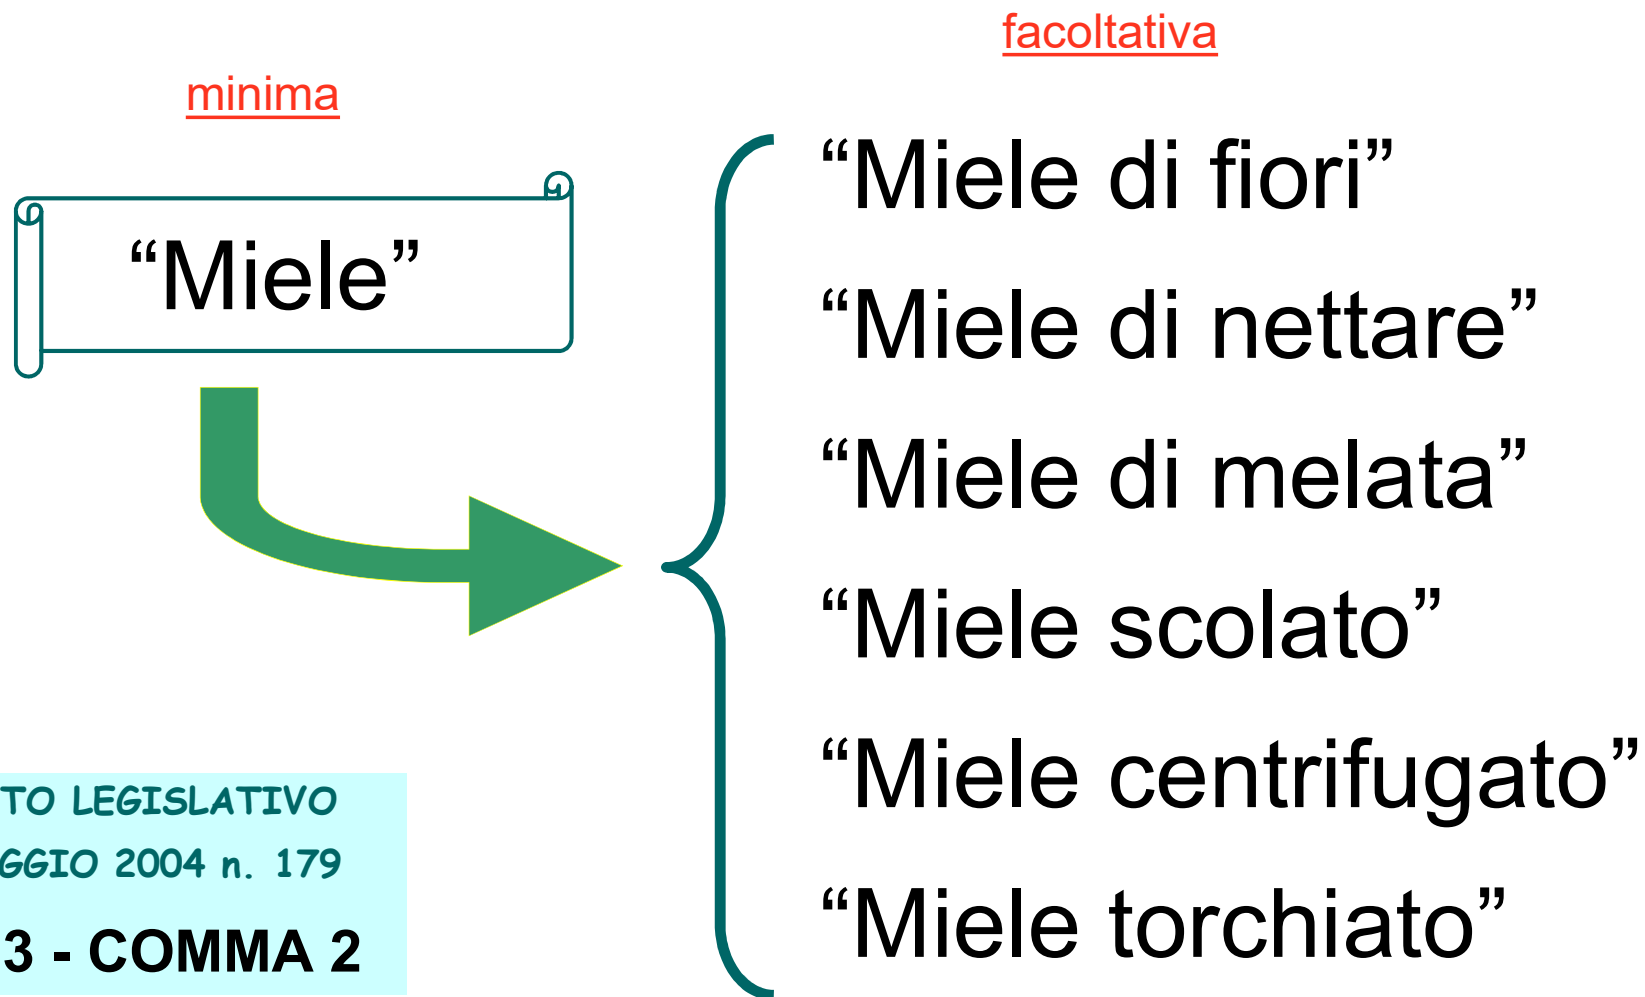 facoltativa
minima
“Miele”
“Miele di fiori”
“Miele di nettare”
“Miele di melata”
“Miele scolato”
“Miele centrifugato”
“Miele torchiato”
TO LEGISLATIVO
GGIO 2004 n. 179
3 - COMMA 2